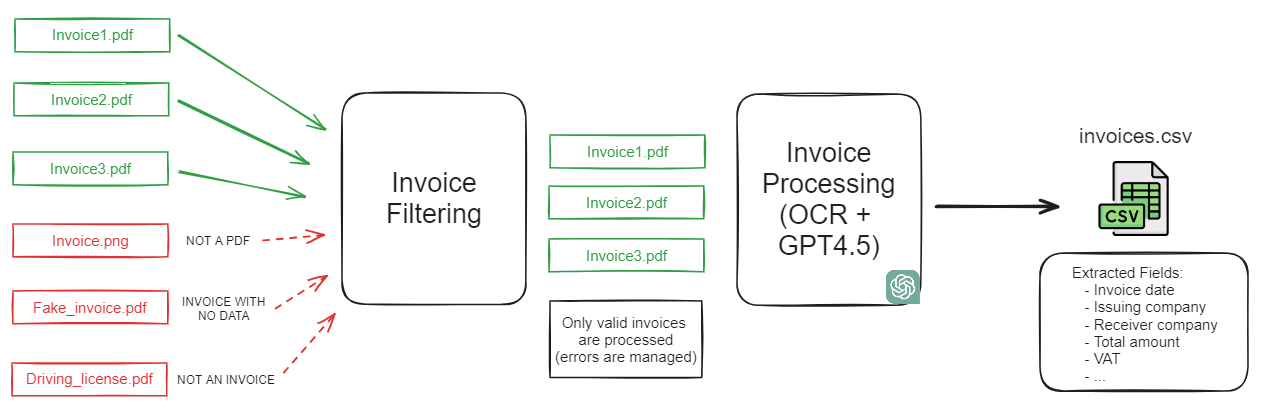 Invoice1.pdf
Invoice2.pdf
Invoice3.pdf
Invoice.png
NOT A PDF
Fake_invoice.pdf
INVOICE WITH
NO DATA
Driving_license.pdf
NOT AN INVOICE
Invoice
Filtering
Invoice1.pdf
Invoice2.pdf
Invoice3.pdf
Only valid invoices
are processed
(errors are managed)
Invoice
Processing
(OCR +
GPT4.5)
invoices.csv
CSV
Extracted Fields:
- Invoice date
- Issuing company
- Receiver company
- Total amount
- VAT
- ...